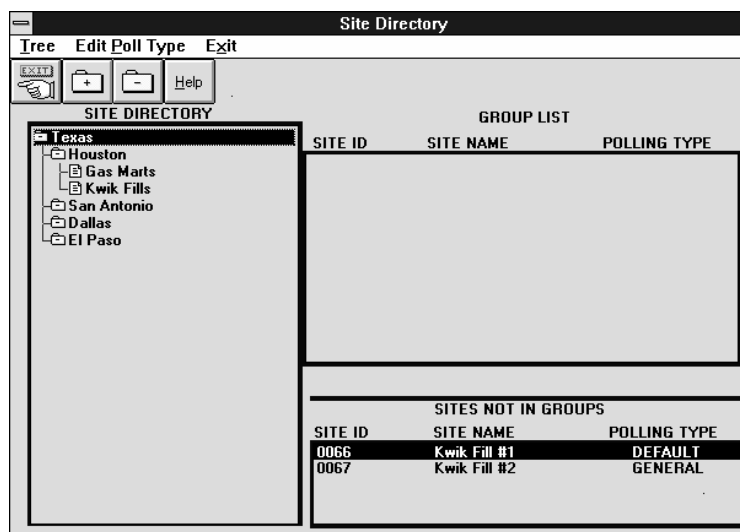 Site Directory
Tree Edit Poll Type Exit
EXIT Help
SITE DIRECTORY
Texas
Houston
Gas Marts
Kwik Fills
San Antonio
Dallas
El Paso
GROUP LIST
SITE ID SITE NAME POLLING TYPE
SITES NOT IN GROUPS
SITE ID SITE NAME POLLING TYPE
0066 Kwik Fill #1 DEFAULT
0067 Kwik Fill #2 GENERAL